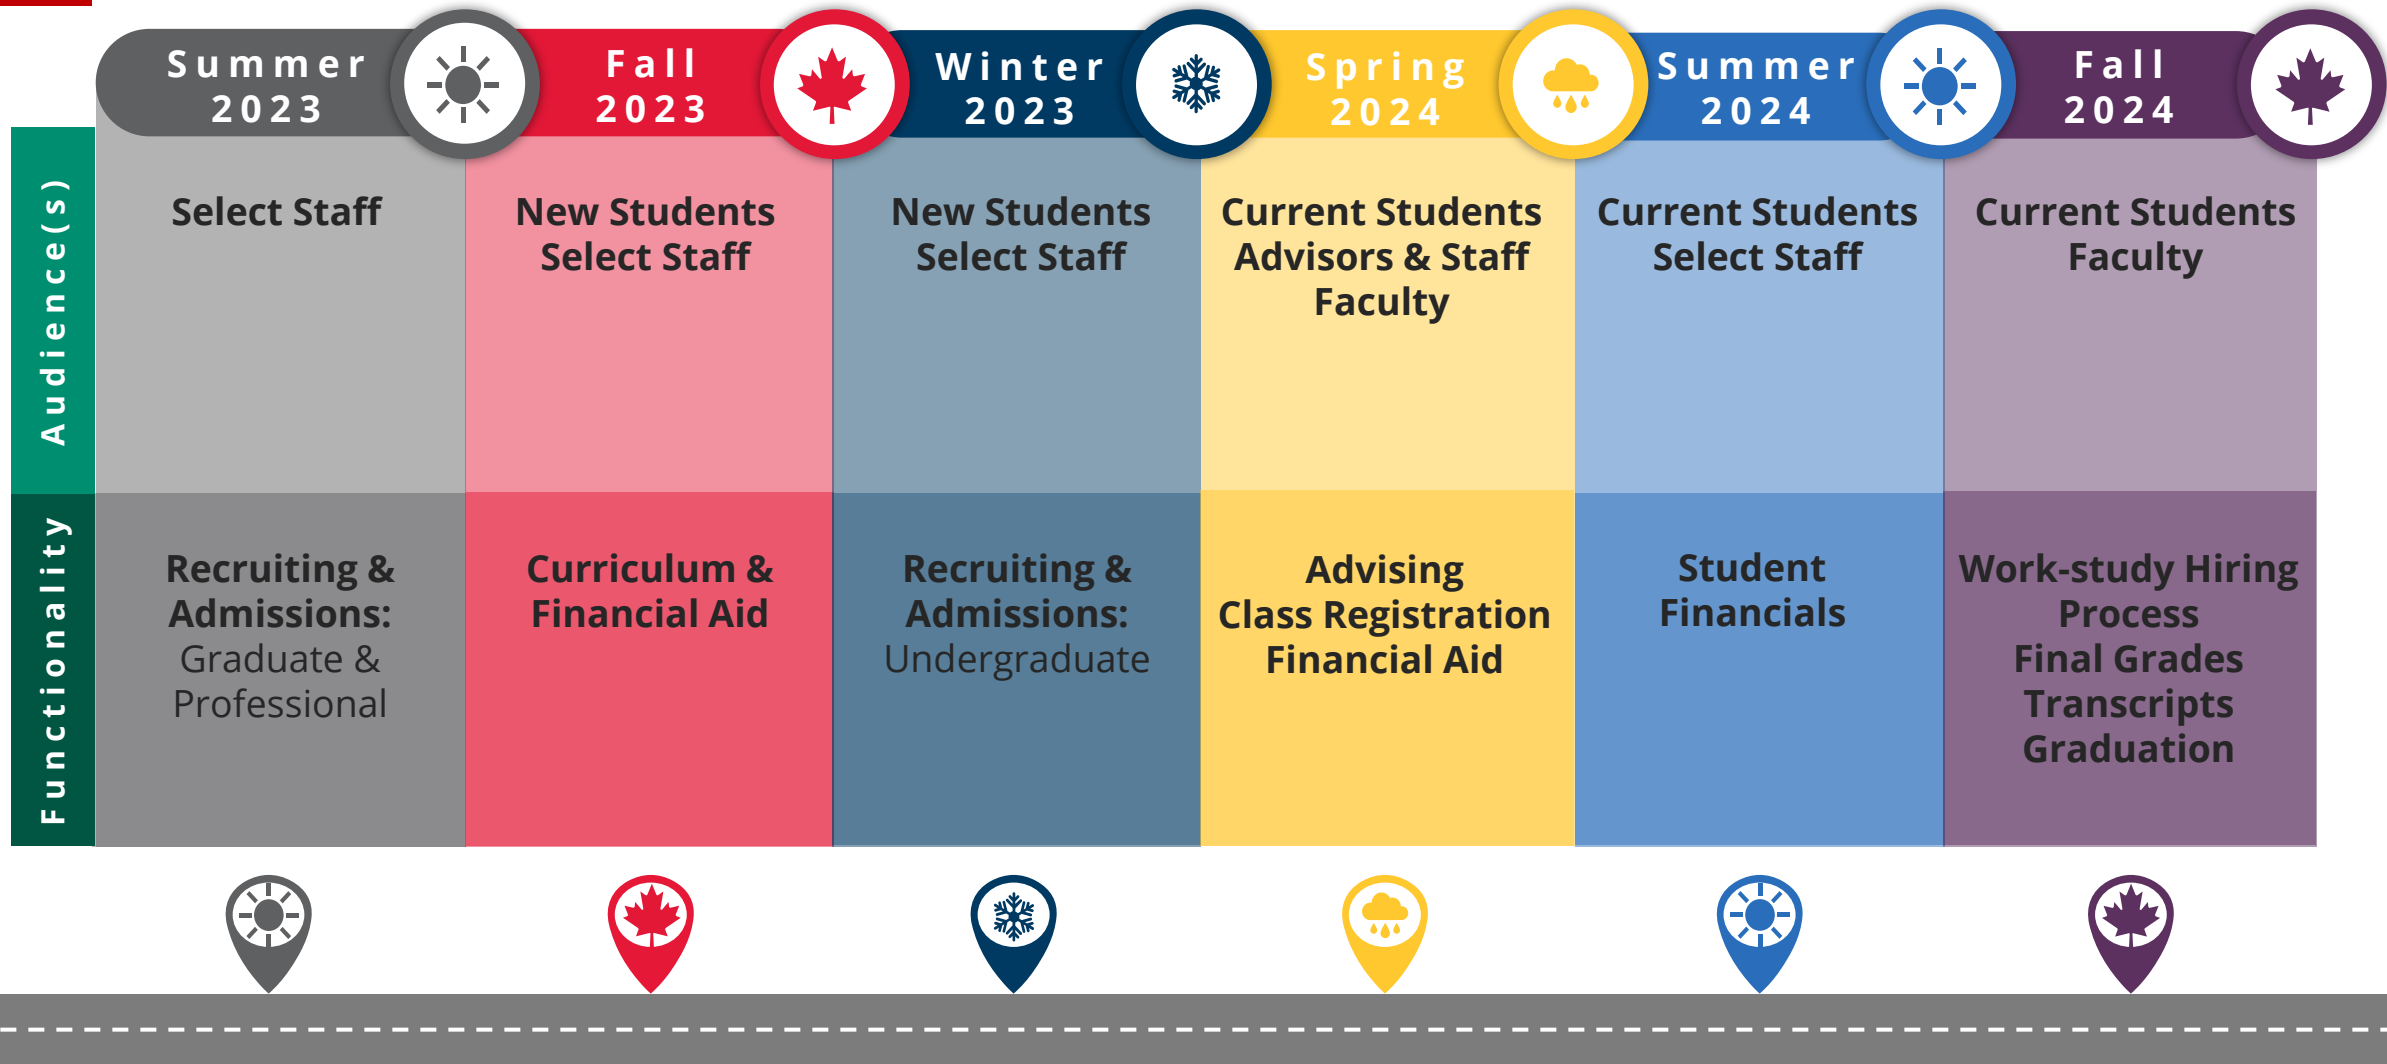 Summer
2023
Fall
2023
Winter
2023
Spring
2024
Summer
2024
Fall
2024
Audience(s)
Select Staff
New Students
Select Staff
New Students
Select Staff
Current Students
Advisors & Staff
Faculty
Current Students
Select Staff
Current Students
Faculty
Functionality
Recruiting &
Admissions:
Graduate &
Professional
Curriculum &
Financial Aid
Recruiting &
Admissions:
Undergraduate
Advising
Class Registration
Financial Aid
Student
Financials
Work-study Hiring
Process
Final Grades
Transcripts
Graduation